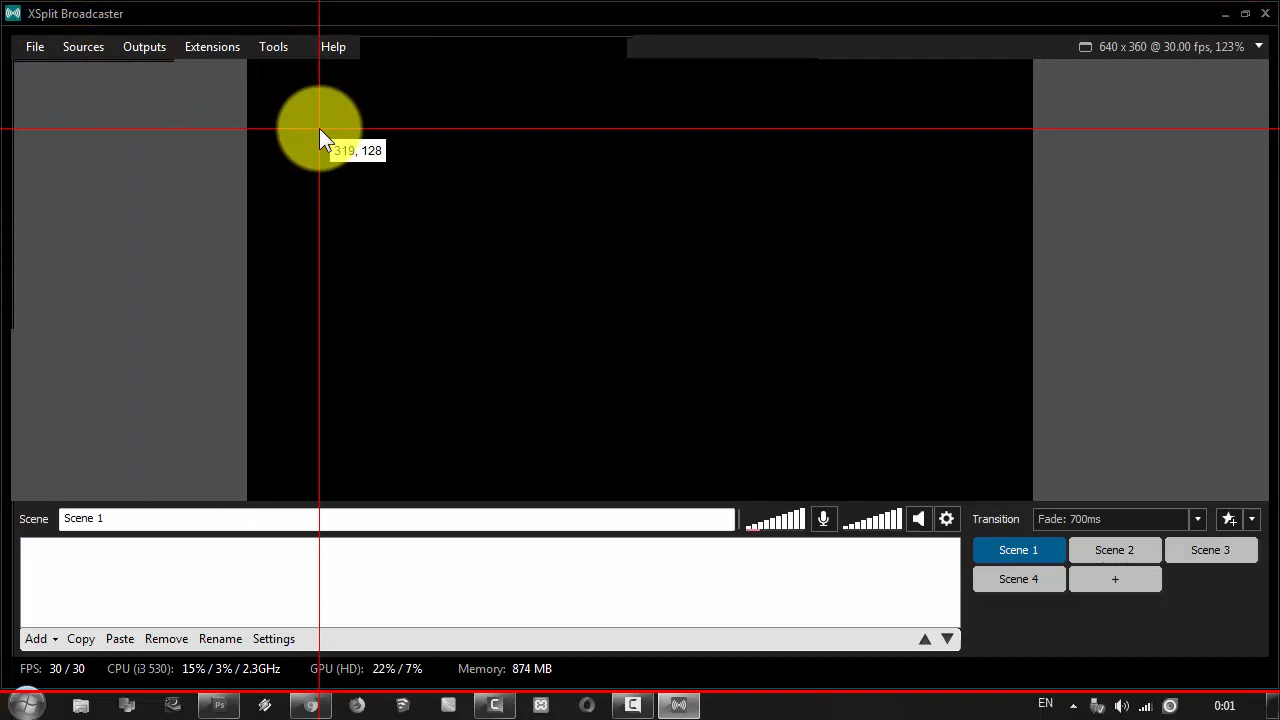 XSplit Broadcaster
File Sources Outputs Extensions Tools Help 640 x 360 @ 30.00 fps, 123%
319, 128
Scene Scene 1 Transition Fade: 700ms
Scene 1 Scene 2 Scene 3
Scene 4 +
Add Copy Paste Remove Rename Settings
FPS: 30 / 30 CPU (i3 530): 15% / 3% / 2.3GHz GPU (HD): 22% / 7% Memory: 874 MB
Ps EN 0:01